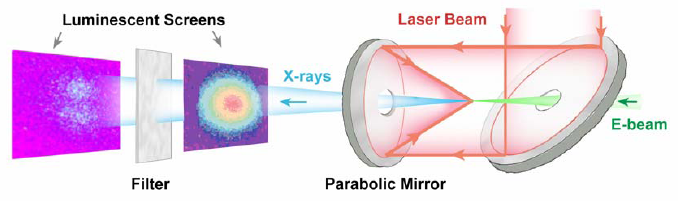 Luminescent Screens
Laser Beam
X-rays
E-beam
Filter
Parabolic Mirror